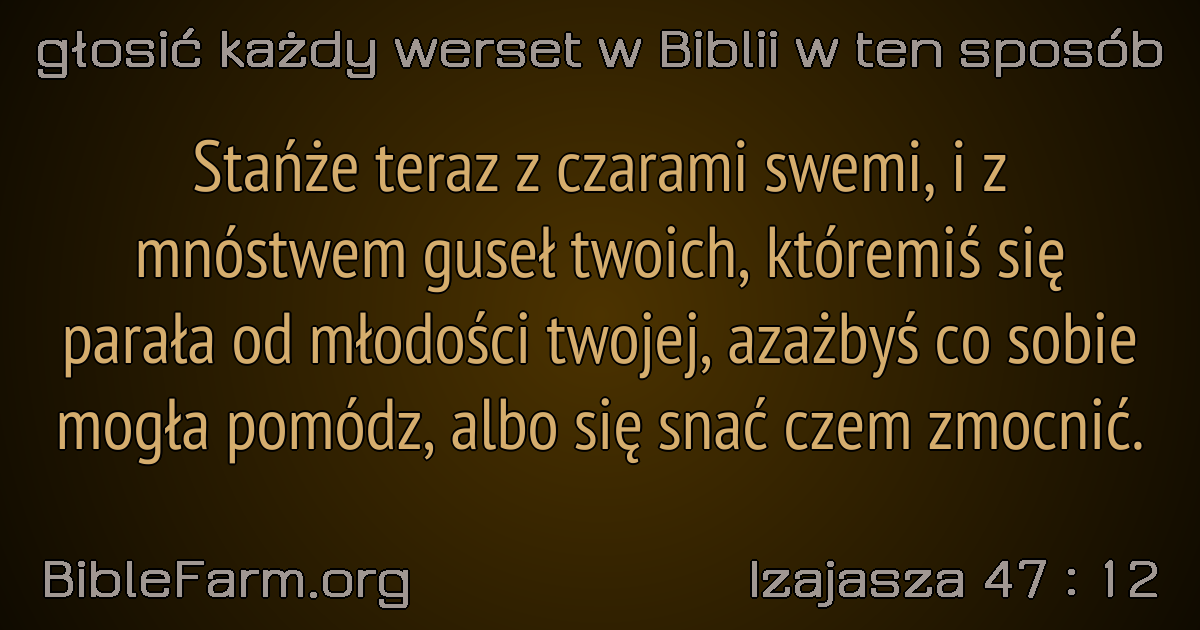 głosić każdy werset w Biblii w ten sposób
Stańże teraz z czarami swemi, i z
mnóstwem guseł twoich, któremiś się
parała od młodości twojej, azażbyś co sobie
mogła pomódz, albo się snać czem zmocnić.
BibleFarm.org
Izajasza 47 : 12